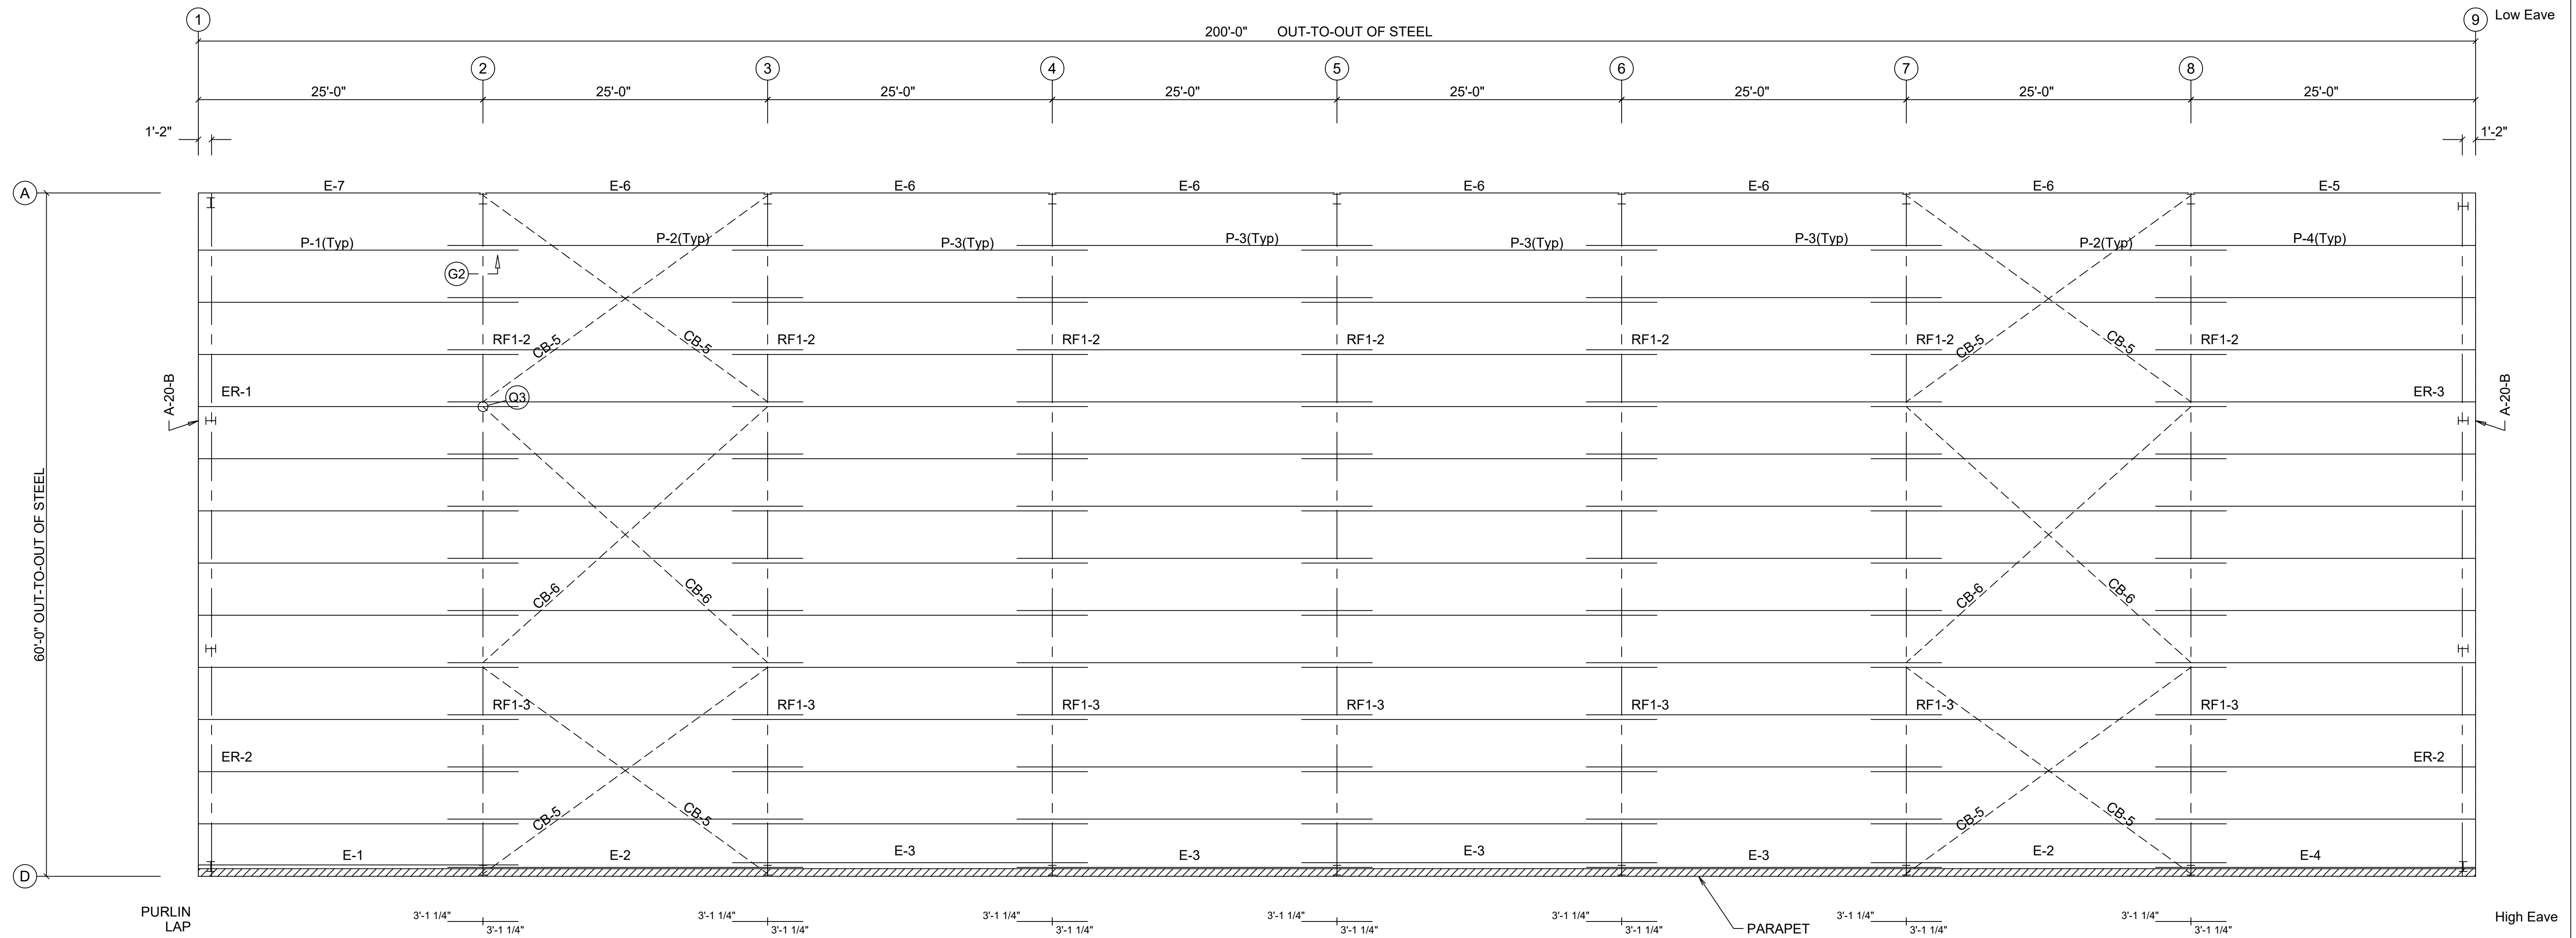 1
200'-0" OUT-TO-OUT OF STEEL
9 Low Eave
2 3 4 5 6 7 8
25'-0" 25'-0" 25'-0" 25'-0" 25'-0" 25'-0" 25'-0" 25'-0"
1'-2" 1'-2"
A
E-7 E-6 E-6 E-6 E-6 E-6 E-6 E-5
P-1(Typ) P-2(Typ) P-3(Typ) P-3(Typ) P-3(Typ) P-3(Typ) P-2(Typ) P-4(Typ)
G2
RF1-2 CB-5 CB-5 RF1-2 RF1-2 RF1-2 RF1-2 RF1-2 CB-5 CB-5 RF1-2
A-20-B ER-1 Q3 ER-3 A-20-B
60'-0" OUT-TO-OUT OF STEEL
CB-6 CB-6 CB-6 CB-6
RF1-3 RF1-3 RF1-3 RF1-3 RF1-3 RF1-3 RF1-3
ER-2 ER-2
CB-5 CB-5 CB-5 CB-5
E-1 E-2 E-3 E-3 E-3 E-3 E-2 E-4
D
PURLIN
LAP
3'-1 1/4" 3'-1 1/4" 3'-1 1/4" 3'-1 1/4" 3'-1 1/4" 3'-1 1/4" 3'-1 1/4"
3'-1 1/4" 3'-1 1/4" 3'-1 1/4" 3'-1 1/4" 3'-1 1/4" 3'-1 1/4" 3'-1 1/4"
PARAPET
High Eave